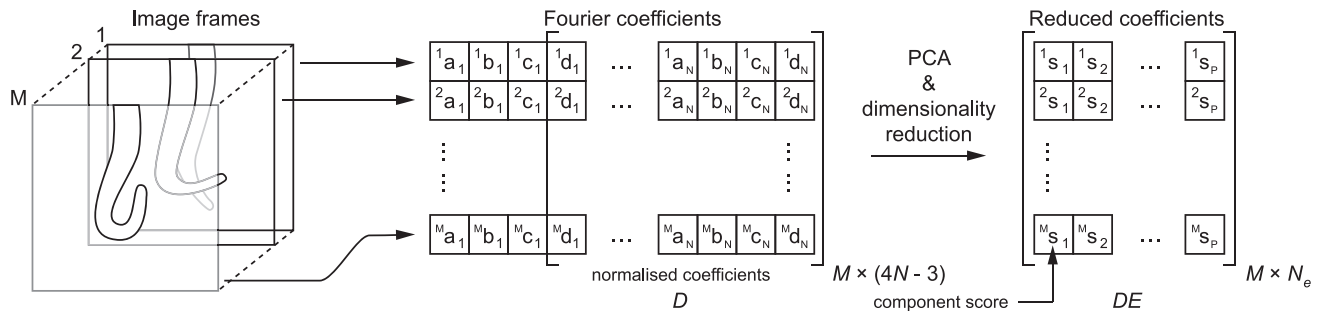 Image frames
1
2
M
Fourier coefficients
¹a₁ ¹b₁ ¹c₁ ¹d₁ ... ¹a_N ¹b_N ¹c_N ¹d_N
²a₁ ²b₁ ²c₁ ²d₁ ... ²a_N ²b_N ²c_N ²d_N
ᴹa₁ ᴹb₁ ᴹc₁ ᴹd₁ ... ᴹa_N ᴹb_N ᴹc_N ᴹd_N
normalised coefficients
D
M × (4N - 3)
PCA
&
dimensionality
reduction
Reduced coefficients
¹s₁ ¹s₂ ... ¹s_P
²s₁ ²s₂ ... ²s_P
ᴹs₁ ᴹs₂ ... ᴹs_P
component score
DE
M × N_e